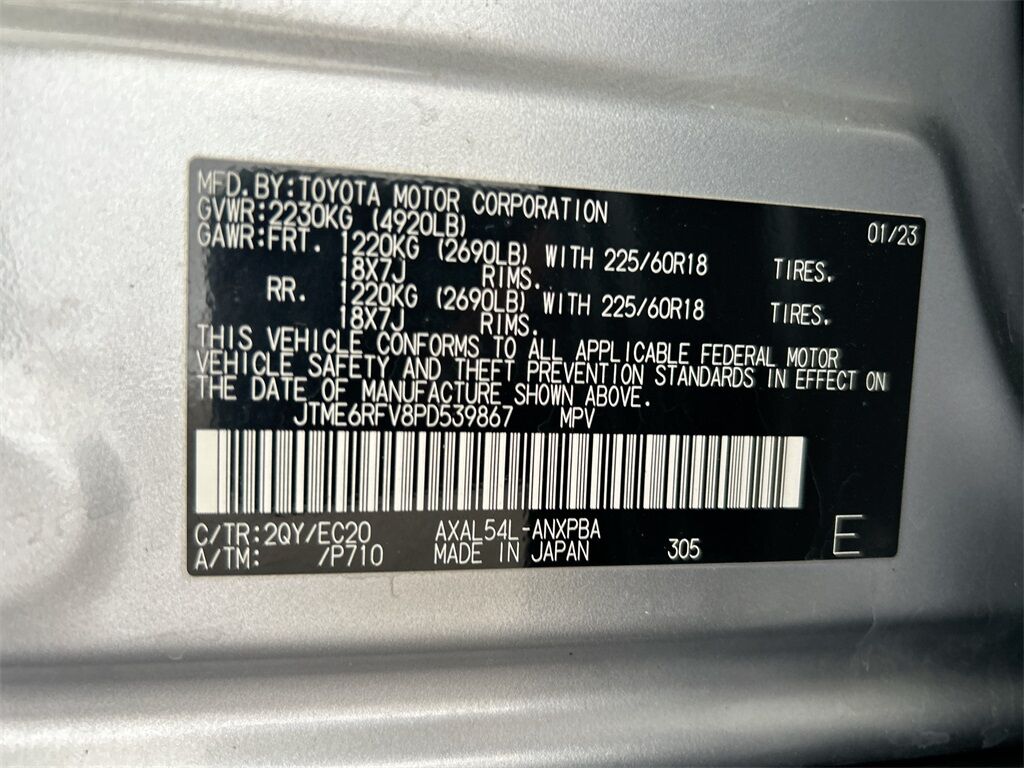 MFD. BY: TOYOTA MOTOR CORPORATION 01/23
GVWR: 2230KG (4920LB)
GAWR: FRT. 1220KG (2690LB) WITH 225/60R18 TIRES.
18X7J RIMS.
RR. 1220KG (2690LB) WITH 225/60R18 TIRES.
18X7J RIMS.
THIS VEHICLE CONFORMS TO ALL APPLICABLE FEDERAL MOTOR
VEHICLE SAFETY AND THEFT PREVENTION STANDARDS IN EFFECT ON
THE DATE OF MANUFACTURE SHOWN ABOVE.
JTME6RFV8PD539867 MPV
C/TR: 2QY/EC20 AXAL54L-ANXPBA
A/TM: /P710 MADE IN JAPAN 305 E